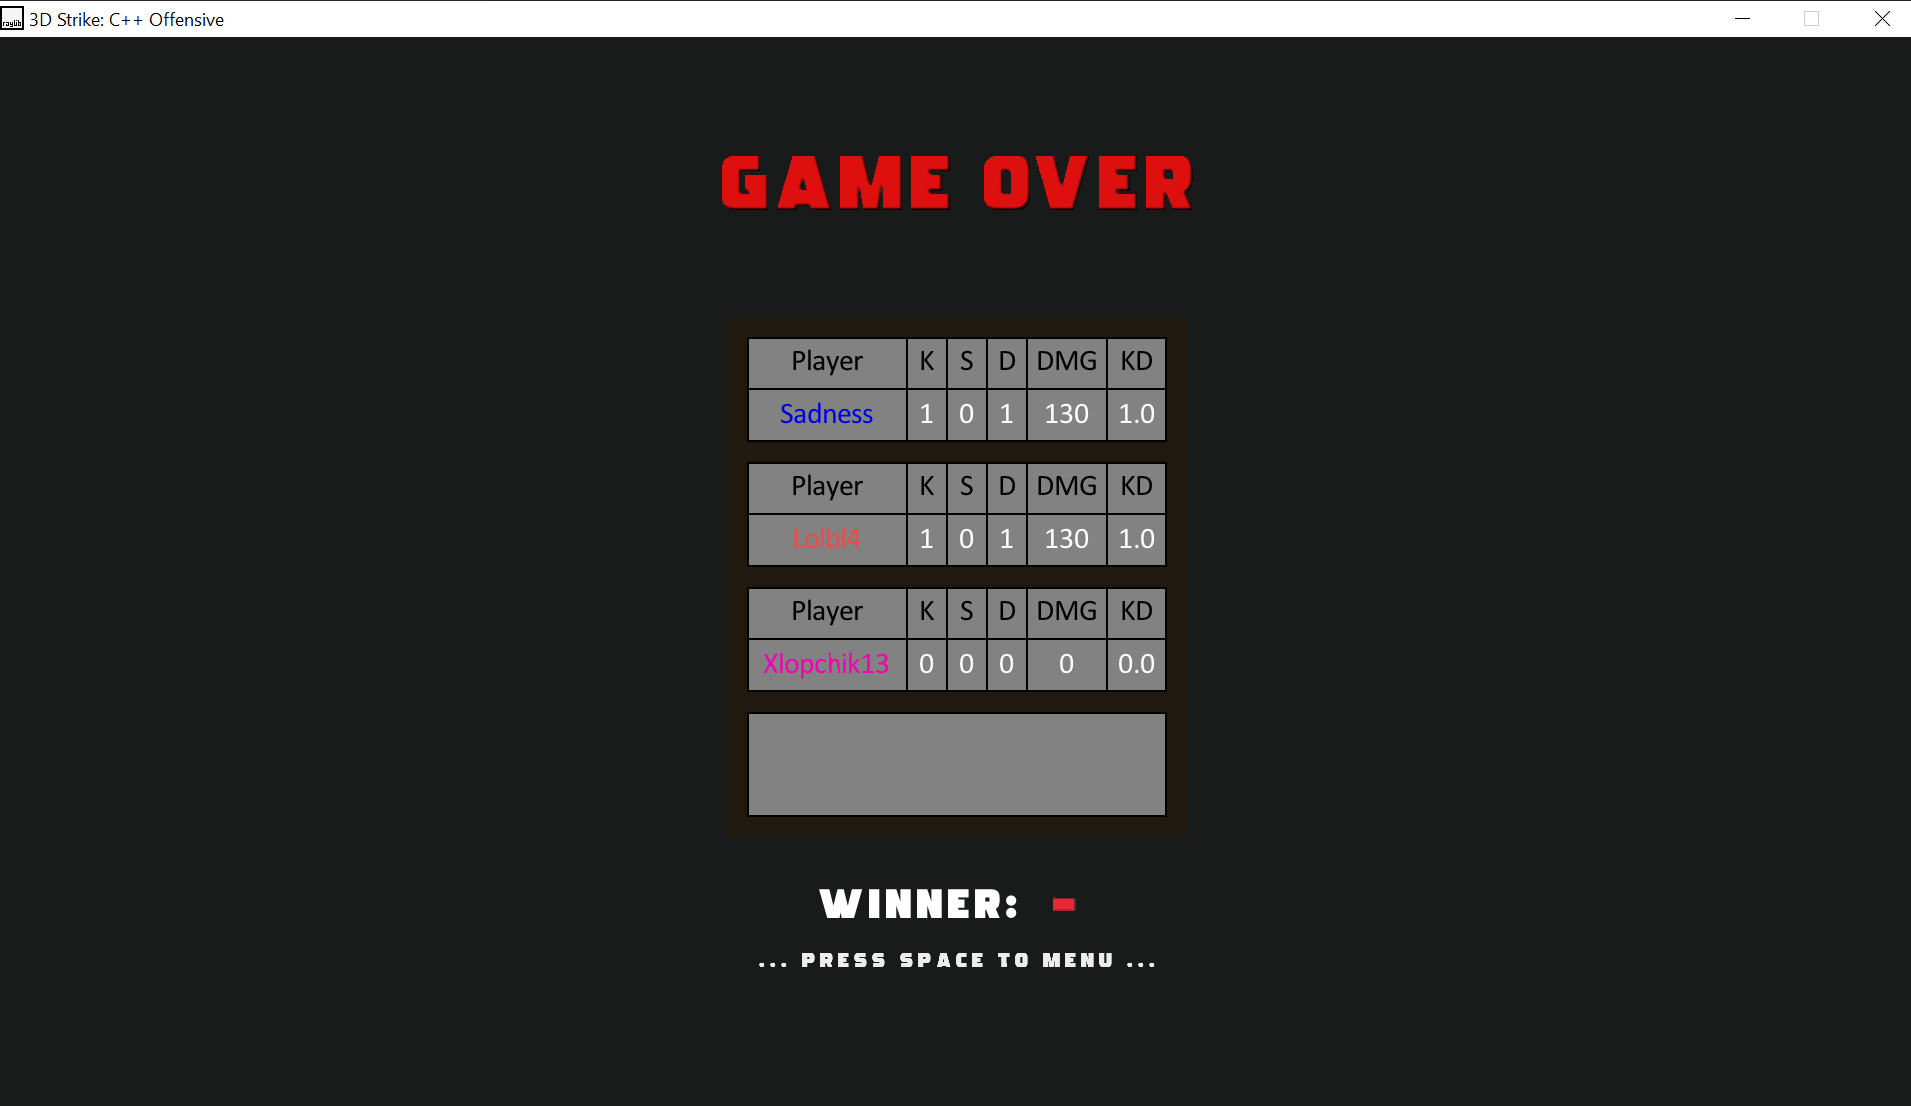 raylib
3D Strike: C++ Offensive
GAME OVER
Player K S D DMG KD
Sadness 1 0 1 130 1.0
Player K S D DMG KD
Lolbl4 1 0 1 130 1.0
Player K S D DMG KD
Xlopchik13 0 0 0 0 0.0
WINNER: -
... PRESS SPACE TO MENU ...